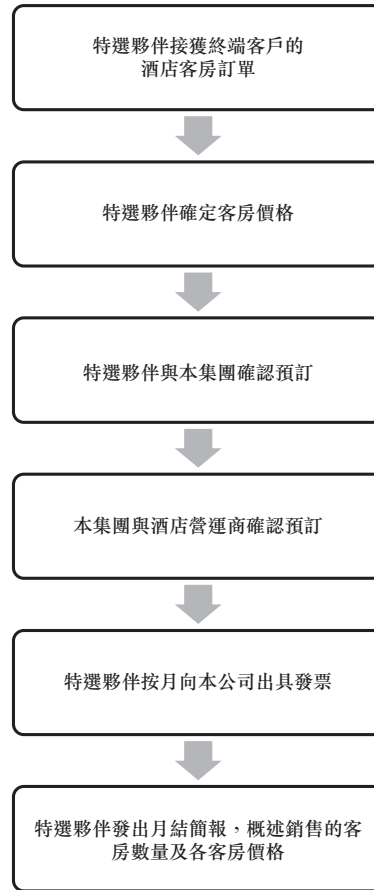 特選夥伴接獲終端客戶的
酒店客房訂單
特選夥伴確定客房價格
特選夥伴與本集團確認預訂
本集團與酒店營運商確認預訂
特選夥伴按月向本公司出具發票
特選夥伴發出月結簡報，概述銷售的客
房數量及各客房價格